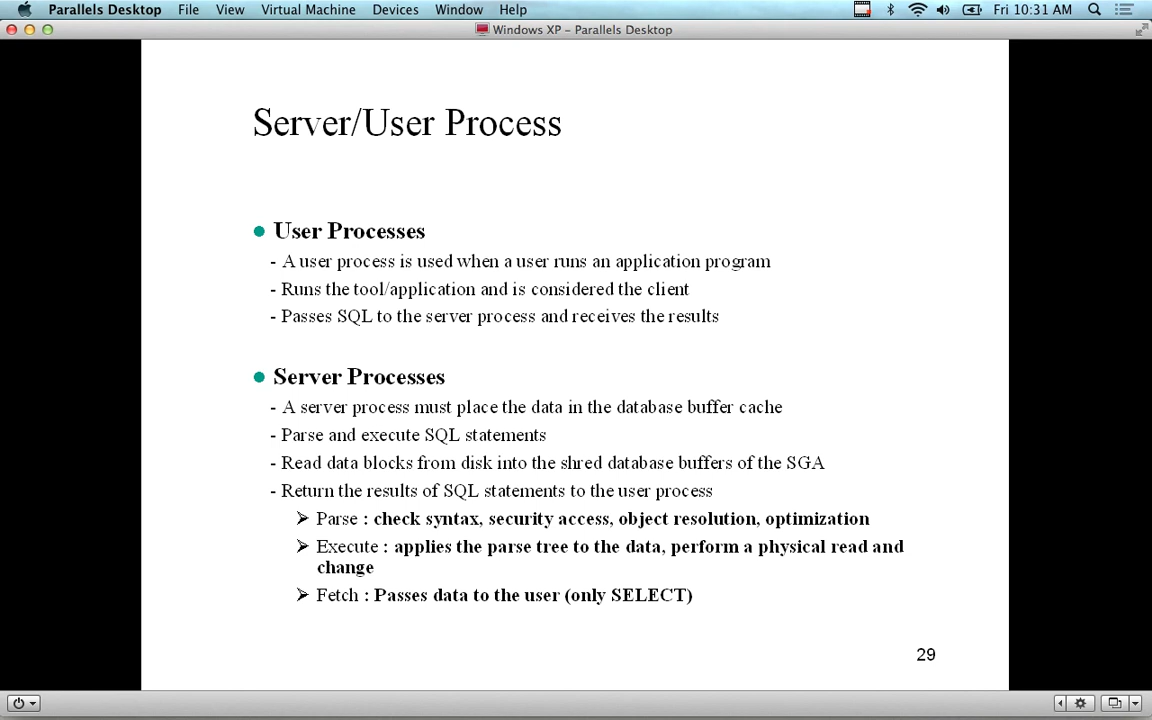 Parallels Desktop File View Virtual Machine Devices Window Help Fri 10:31 AM
Windows XP – Parallels Desktop
Server/User Process
User Processes
- A user process is used when a user runs an application program
- Runs the tool/application and is considered the client
- Passes SQL to the server process and receives the results
Server Processes
- A server process must place the data in the database buffer cache
- Parse and execute SQL statements
- Read data blocks from disk into the shred database buffers of the SGA
- Return the results of SQL statements to the user process
Parse : check syntax, security access, object resolution, optimization
Execute : applies the parse tree to the data, perform a physical read and
change
Fetch : Passes data to the user (only SELECT)
29